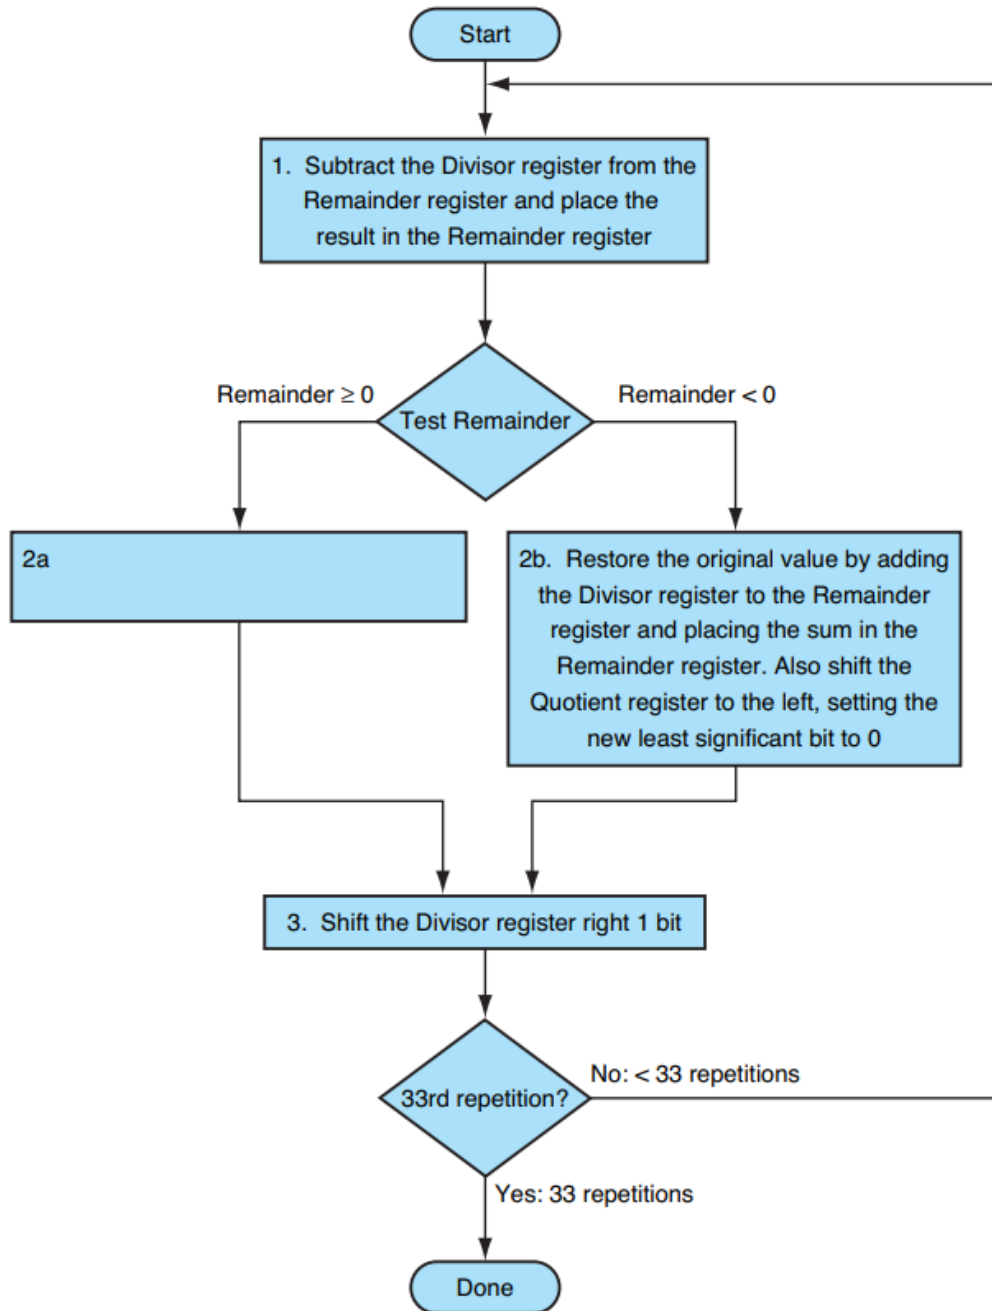 Start
1. Subtract the Divisor register from the
Remainder register and place the
result in the Remainder register
Remainder ≥ 0
Remainder < 0
Test Remainder
2a
2b. Restore the original value by adding
the Divisor register to the Remainder
register and placing the sum in the
Remainder register. Also shift the
Quotient register to the left, setting the
new least significant bit to 0
3. Shift the Divisor register right 1 bit
No: < 33 repetitions
33rd repetition?
Yes: 33 repetitions
Done